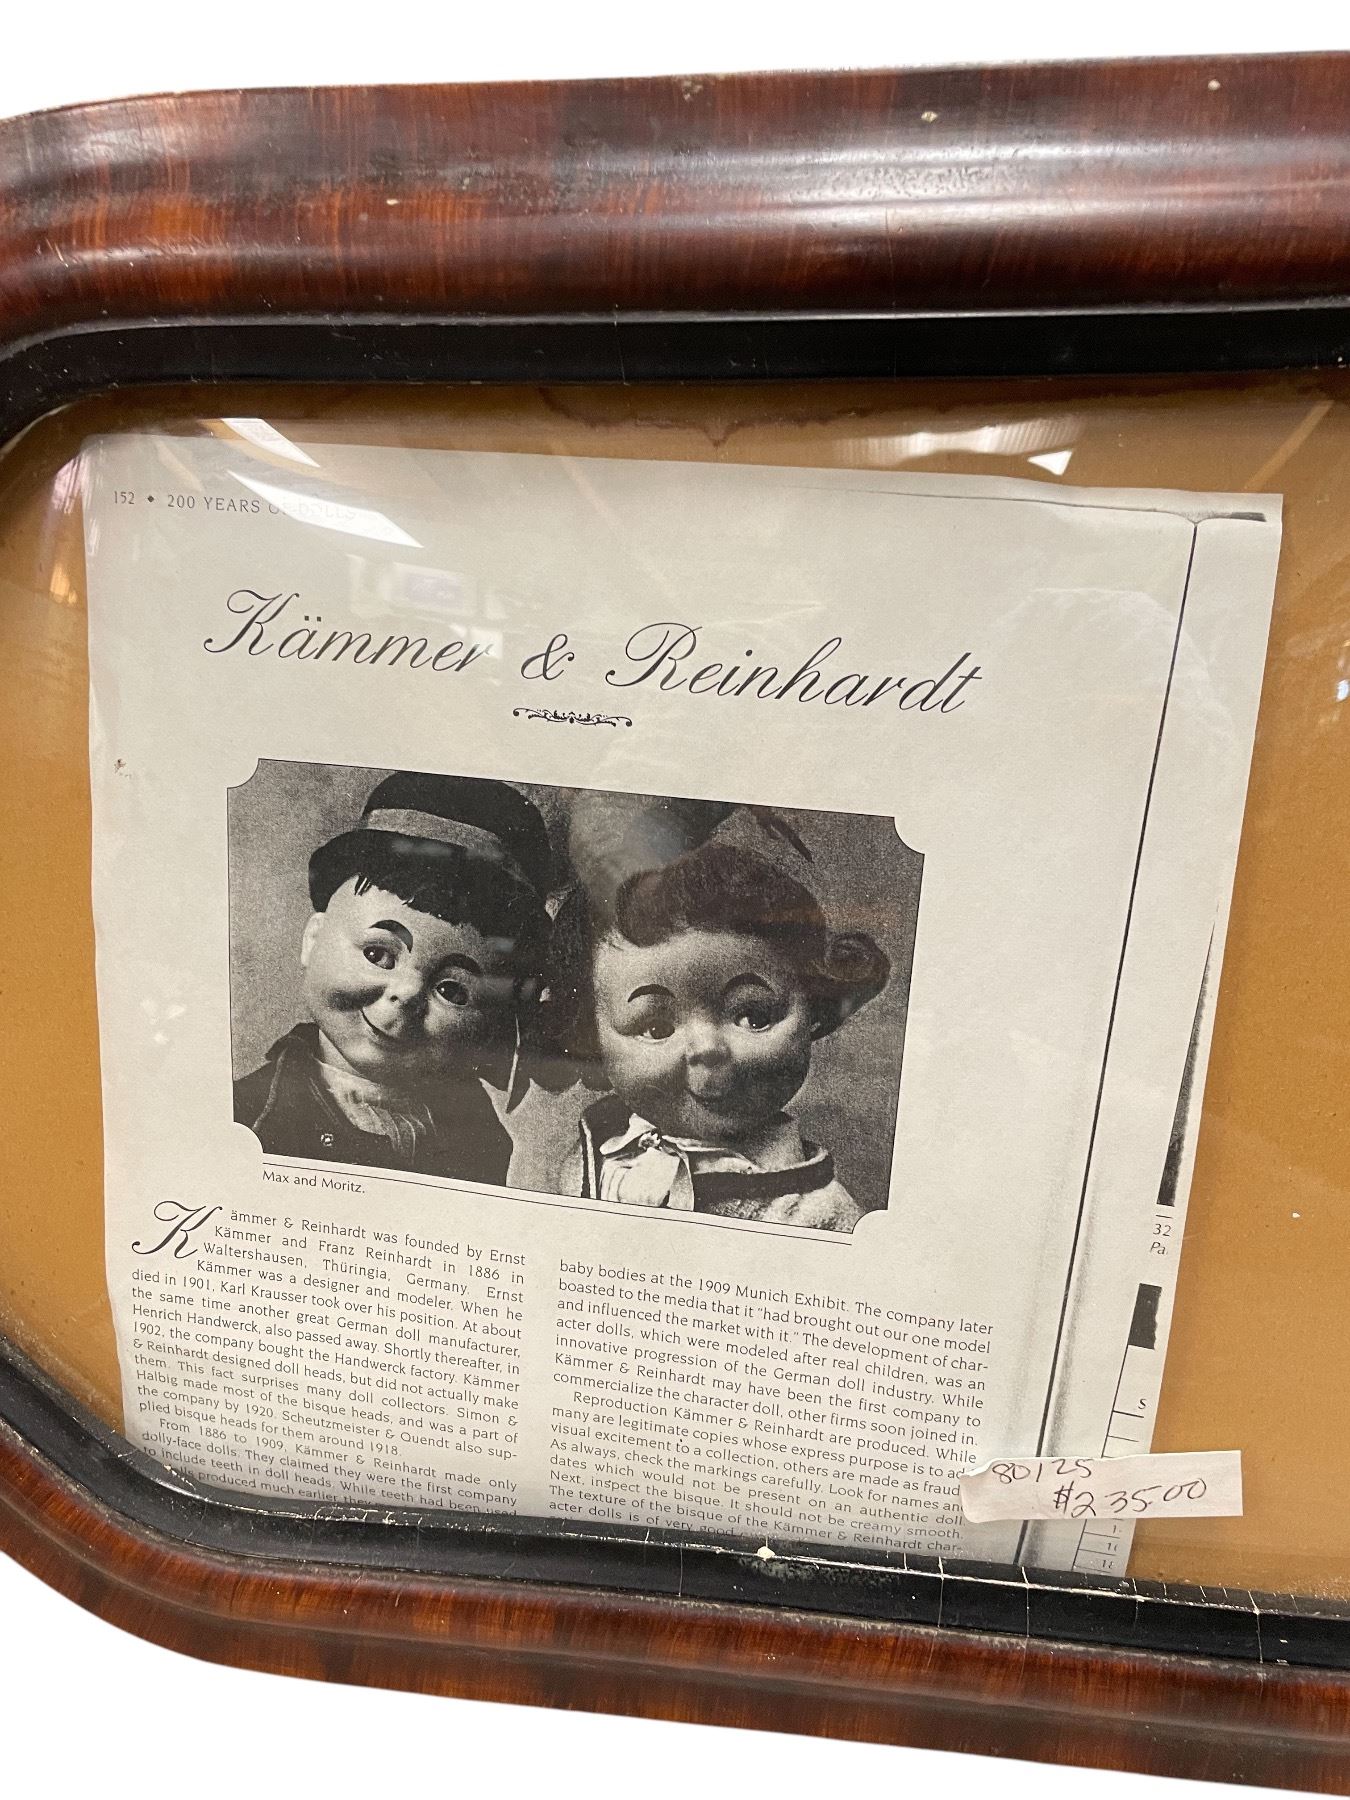 152 ◆ 200 YEARS OF DOLLS
Kämmer & Reinhardt
Max and Moritz.
Kämmer & Reinhardt was founded by Ernst
Kämmer and Franz Reinhardt in 1886 in
Waltershausen, Thüringia, Germany. Ernst
Kämmer was a designer and modeler. When he
died in 1901, Karl Krausser took over his position. At about
the same time another great German doll manufacturer,
Henrich Handwerck, also passed away. Shortly thereafter, in
1902, the company bought the Handwerck factory. Kämmer
& Reinhardt designed doll heads, but did not actually make
them. This fact surprises many doll collectors. Simon &
Halbig made most of the bisque heads, and was a part of
the company by 1920. Scheutzmeister & Quendt also sup-
plied bisque heads for them around 1918.
From 1886 to 1909, Kämmer & Reinhardt made only
dolly-face dolls. They claimed they were the first company
to include teeth in doll heads. While teeth had been used
produced much earlier, they
baby bodies at the 1909 Munich Exhibit. The company later
boasted to the media that it "had brought out our one model
and influenced the market with it." The development of char-
acter dolls, which were modeled after real children, was an
innovative progression of the German doll industry. While
Kämmer & Reinhardt may have been the first company to
commercialize the character doll, other firms soon joined in.
Reproduction Kämmer & Reinhardt are produced. While
many are legitimate copies whose express purpose is to ad
visual excitement to a collection, others are made as fraud
As always, check the markings carefully. Look for names an
dates which would not be present on an authentic doll.
Next, inspect the bisque. It should not be creamy smooth.
The texture of the bisque of the Kämmer & Reinhardt char-
acter dolls is of very good
32
Pa.
S
80125
$235.00